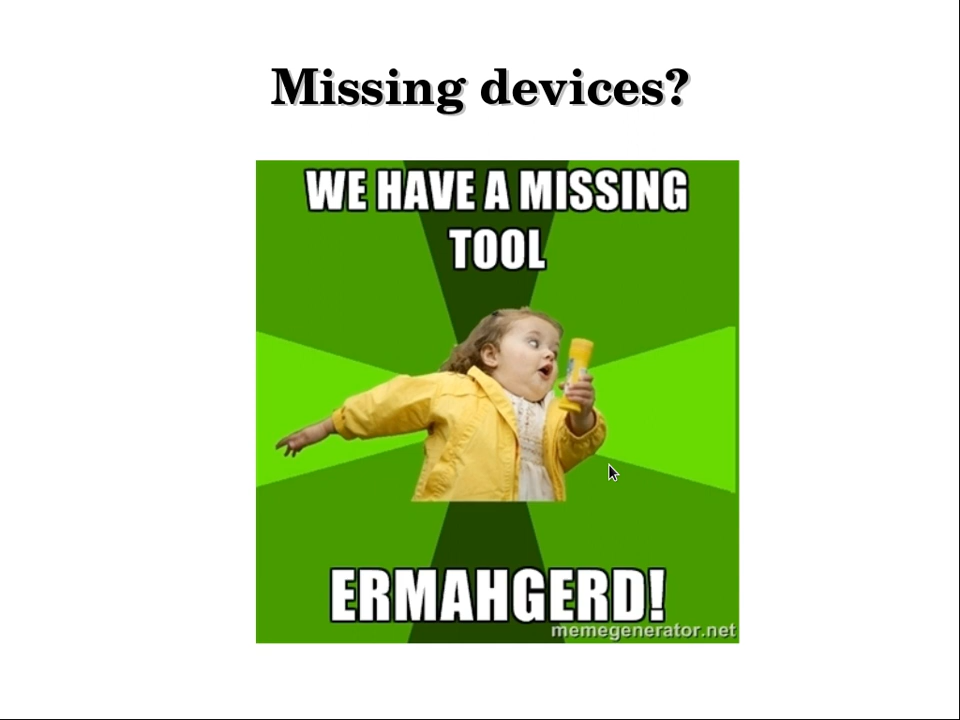 Missing devices?
WE HAVE A MISSING
TOOL
ERMAHGERD!
memegenerator.net